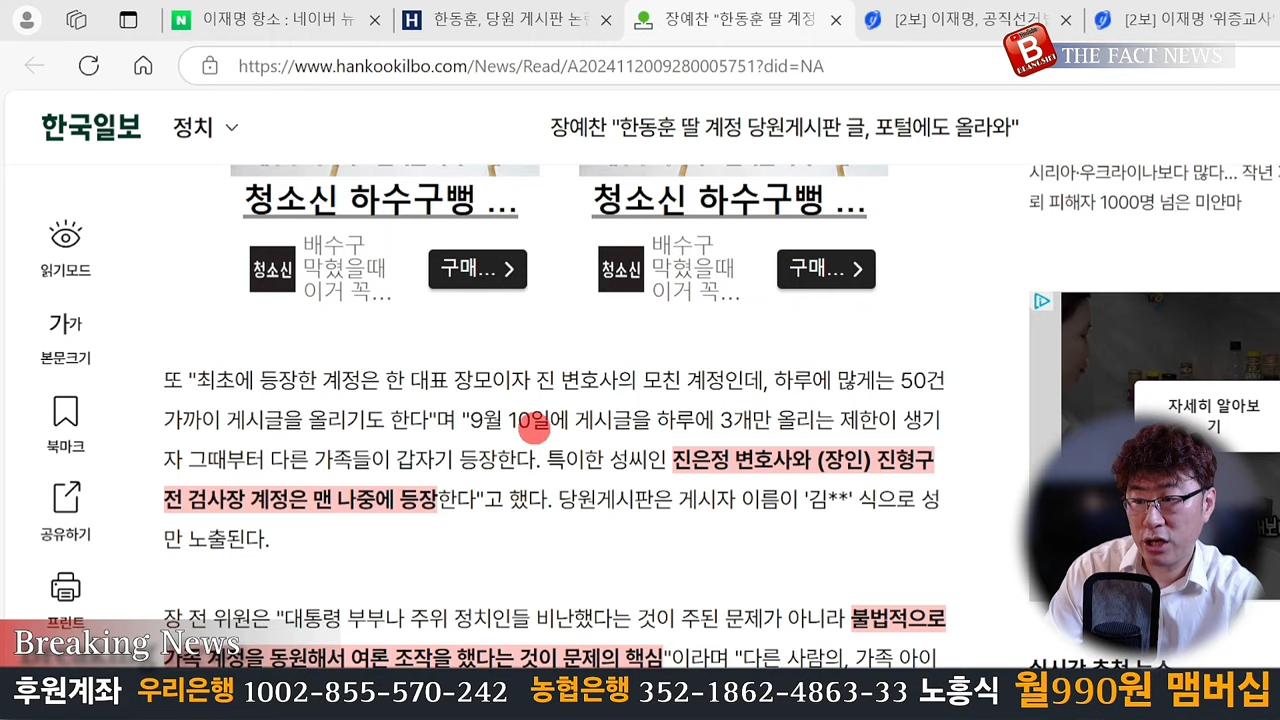 이재명 항소 : 네이버 뉴
한동훈, 당원 게시판 논란
장예찬 "한동훈 딸 계정
[2보] 이재명, 공직선거
[2보] 이재명 '위증교사'
https://www.hankookilbo.com/News/Read/A2024112009280005751?did=NA
B
THE FACT NEWS
한국일보
정치
장예찬 "한동훈 딸 계정 당원게시판 글, 포털에도 올라와"
시리아·우크라이나보다 많다... 작년
뢰 피해자 1000명 넘은 미얀마
청소신 하수구뻥 ...
청소신 하수구뻥 ...
청소신
배수구
막혔을때
이거 꼭...
구매...
청소신
배수구
막혔을때
이거 꼭...
구매...
읽기모드
가가
본문크기
북마크
공유하기
프린트
자세히 알아보
기
또 "최초에 등장한 계정은 한 대표 장모이자 진 변호사의 모친 계정인데, 하루에 많게는 50건
가까이 게시글을 올리기도 한다"며 "9월 10일에 게시글을 하루에 3개만 올리는 제한이 생기
자 그때부터 다른 가족들이 갑자기 등장한다. 특이한 성씨인 진은정 변호사와 (장인) 진형구
전 검사장 계정은 맨 나중에 등장한다"고 했다. 당원게시판은 게시자 이름이 '김**' 식으로 성
만 노출된다.
장 전 위원은 "대통령 부부나 주위 정치인들 비난했다는 것이 주된 문제가 아니라 불법적으로
가족 계정을 동원해서 여론 조작을 했다는 것이 문제의 핵심"이라며 "다른 사람의, 가족 아이
실시간 추천 뉴스
Breaking News
후원계좌 우리은행 1002-855-570-242 농협은행 352-1862-4863-33 노흥식 월990원 맴버십